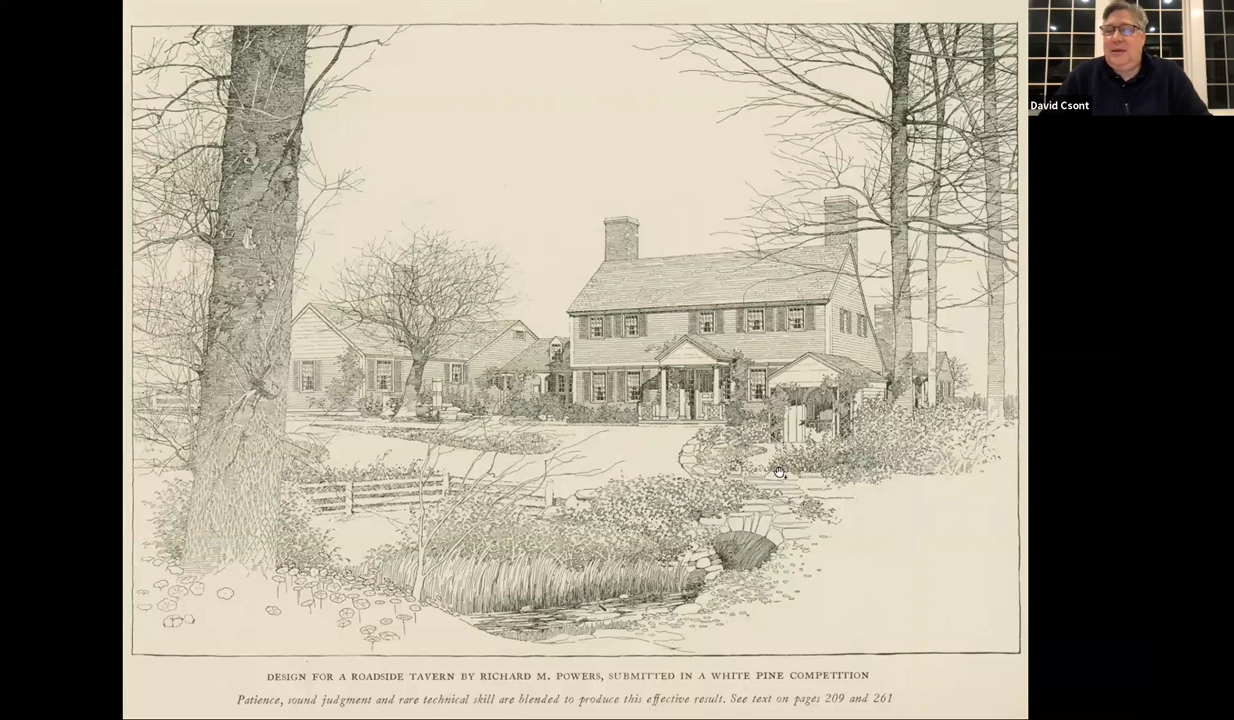 David Csont
DESIGN FOR A ROADSIDE TAVERN BY RICHARD M. POWERS, SUBMITTED IN A WHITE PINE COMPETITION
Patience, sound judgment and rare technical skill are blended to produce this effective result. See text on pages 209 and 261